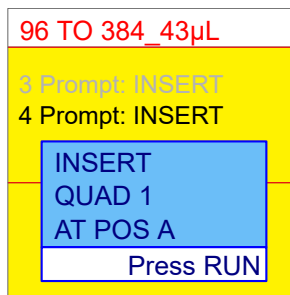 96 TO 384_43µL
3 Prompt: INSERT
4 Prompt: INSERT
INSERT
QUAD 1
AT POS A
Press RUN